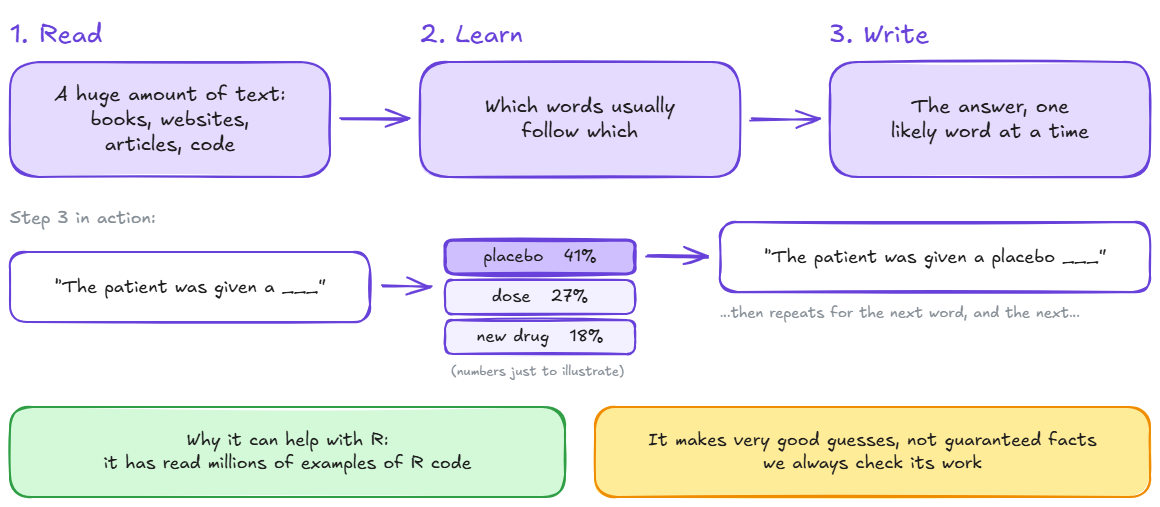 1. Read
2. Learn
3. Write
A huge amount of text:
books, websites,
articles, code
Which words usually
follow which
The answer, one
likely word at a time
Step 3 in action:
"The patient was given a ___"
placebo 41%
dose 27%
new drug 18%
(numbers just to illustrate)
"The patient was given a placebo ___"
...then repeats for the next word, and the next...
Why it can help with R:
it has read millions of examples of R code
It makes very good guesses, not guaranteed facts
we always check its work